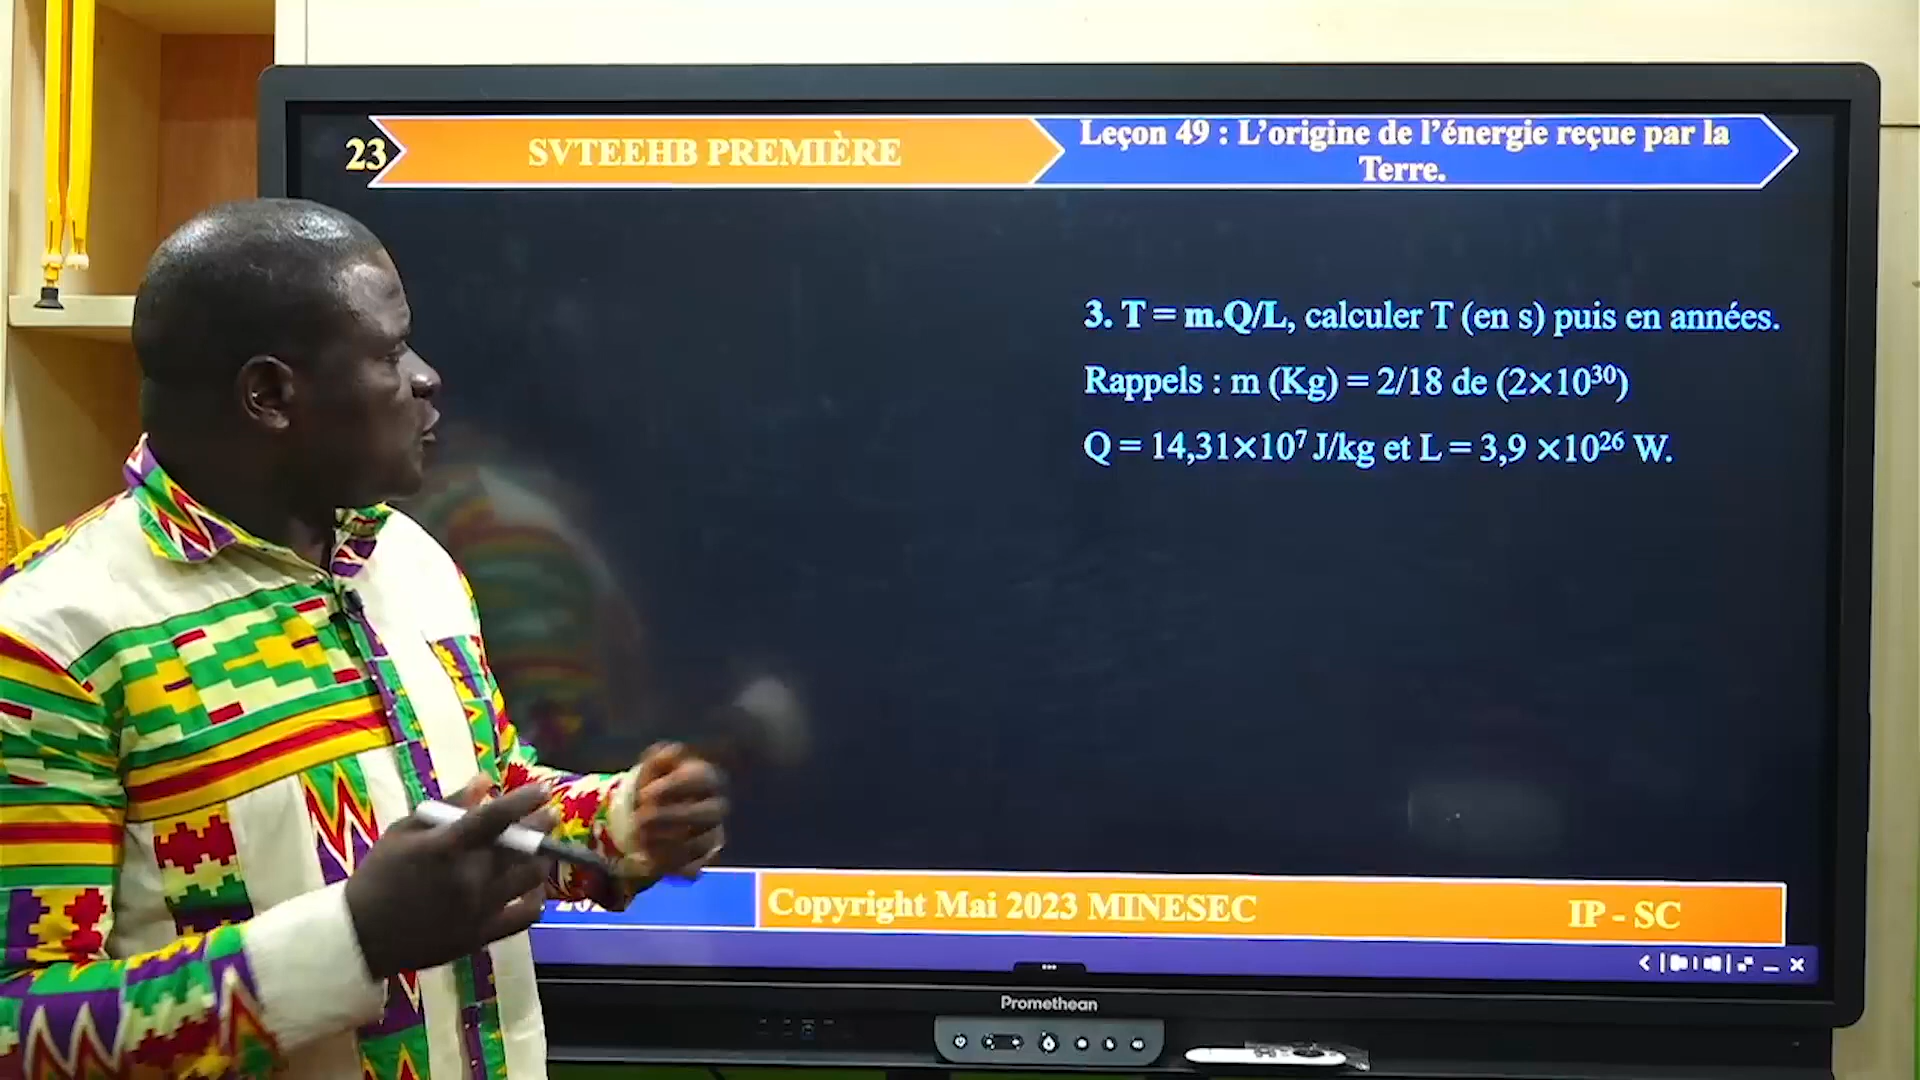 23
SVTEEHB PREMIÈRE
Leçon 49 : L’origine de l’énergie reçue par la
Terre.
3. T = m.Q/L, calculer T (en s) puis en années.
Rappels : m (Kg) = 2/18 de (2×10³⁰)
Q = 14,31×10⁷ J/kg et L = 3,9 ×10²⁶ W.
Copyright Mai 2023 MINESEC
IP - SC
Promethean